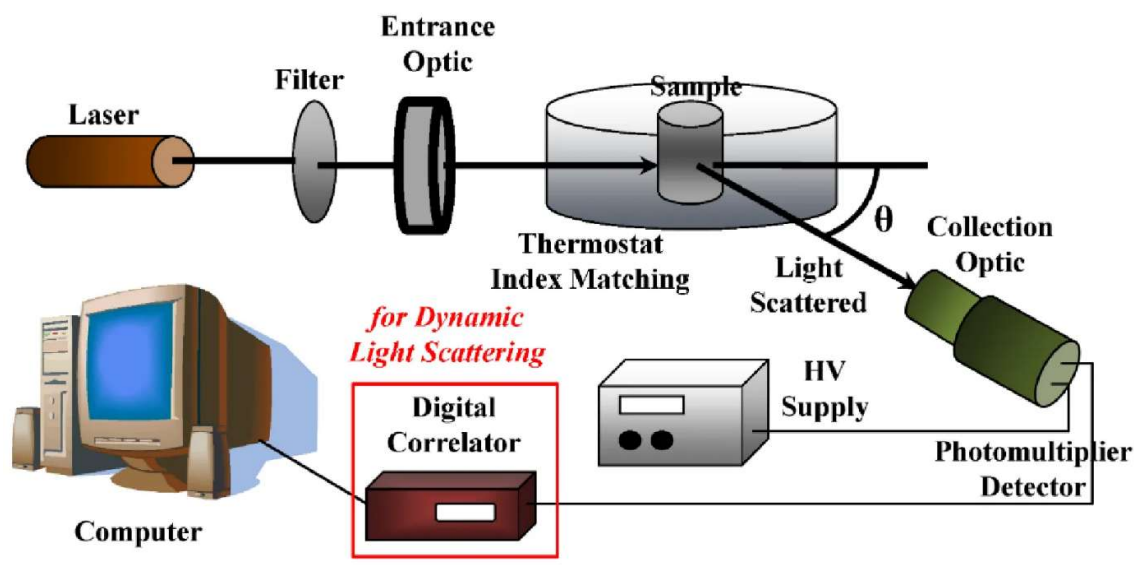 Entrance
Optic
Filter
Sample
Laser
θ
Thermostat
Index Matching
Light
Scattered
Collection
Optic
for Dynamic
Light Scattering
HV
Supply
Digital
Correlator
Photomultiplier
Detector
Computer